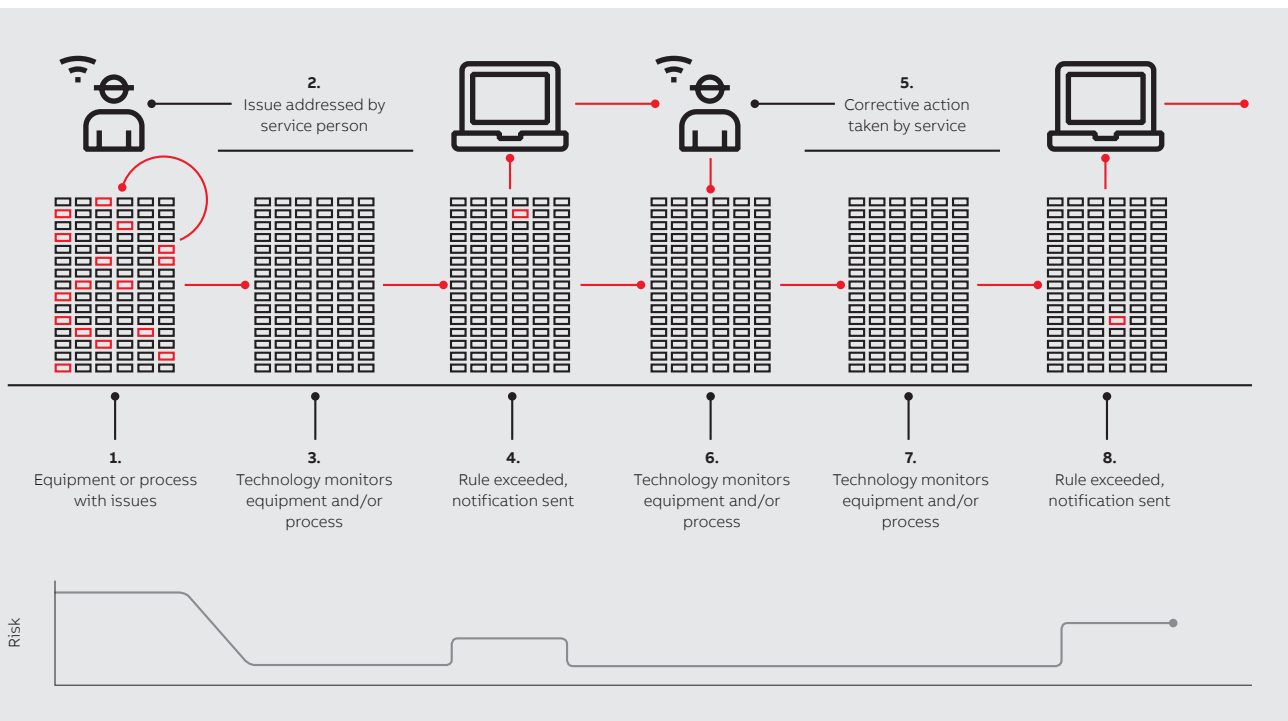 2.
Issue addressed by
service person
5.
Corrective action
taken by service
1.
Equipment or process
with issues
3.
Technology monitors
equipment and/or
process
4.
Rule exceeded,
notification sent
6.
Technology monitors
equipment and/or
process
7.
Technology monitors
equipment and/or
process
8.
Rule exceeded,
notification sent
Risk